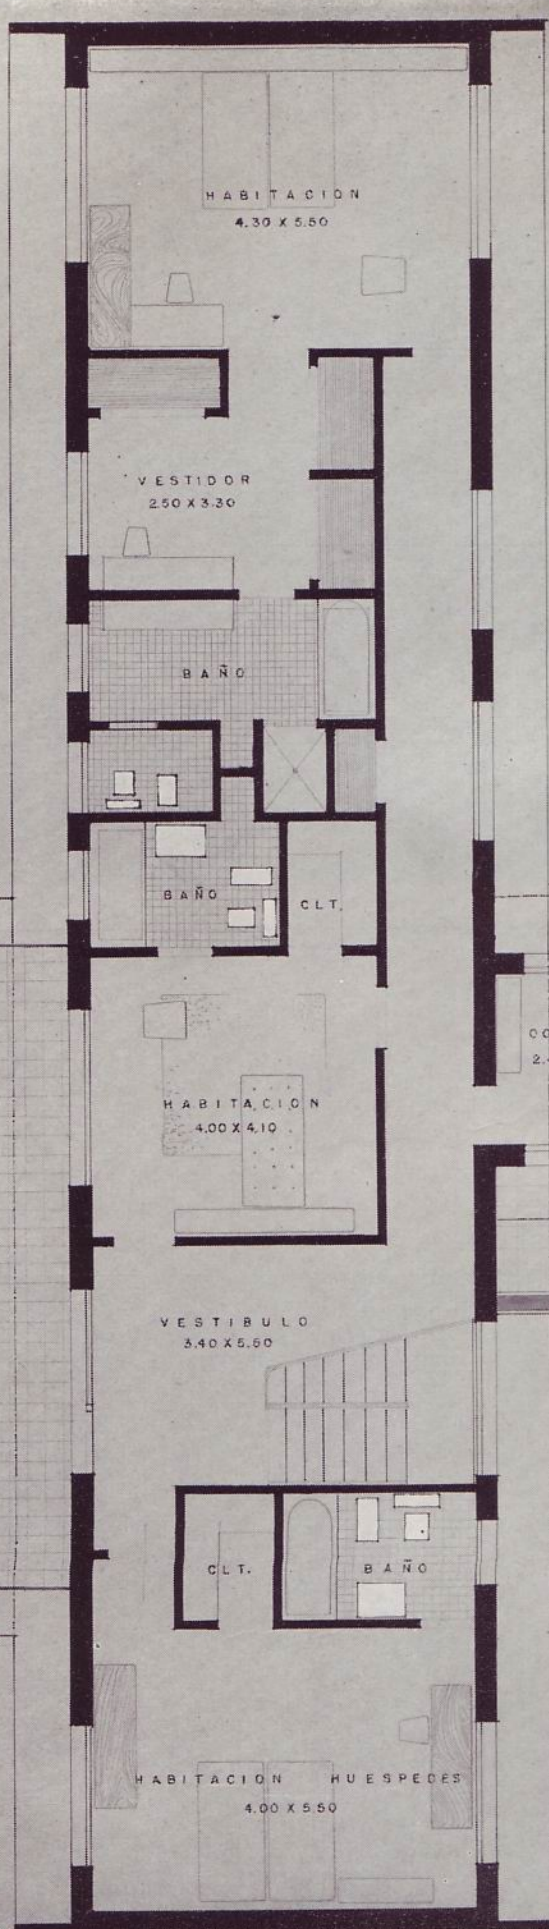 HABITACION
4.30 X 5.50
VESTIDOR
2.50 X 3.30
BAÑO
BAÑO
CLT.
HABITACION
4.00 X 4.10
VESTIBULO
3.40 X 5.50
CLT.
BAÑO
HABITACION HUESPEDES
4.00 X 5.50